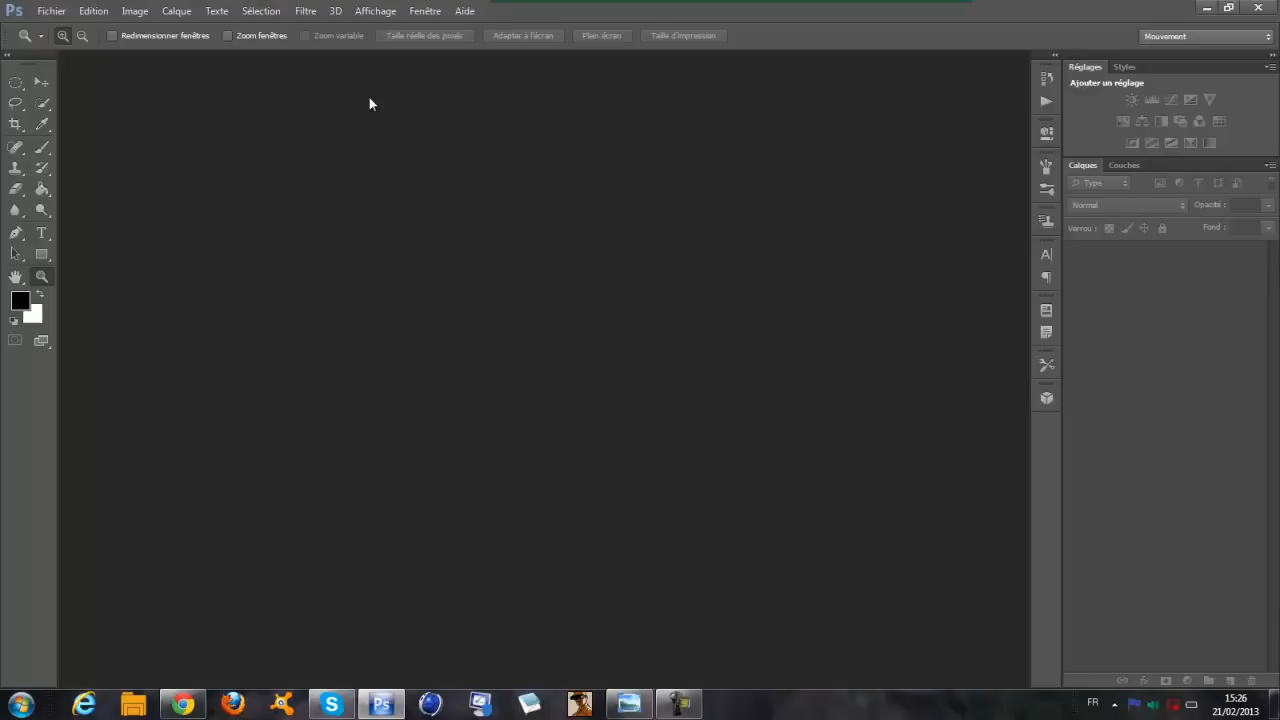 Ps Fichier Edition Image Calque Texte Sélection Filtre 3D Affichage Fenêtre Aide
Redimensionner fenêtres Zoom fenêtres Zoom variable Taille réelle des pixels Adapter à l'écran Plein écran Taille d'impression Mouvement
Réglages Styles
Ajouter un réglage
Calques Couches
Type
Normal Opacité :
Verrou : Fond :
FR 15:26
21/02/2013